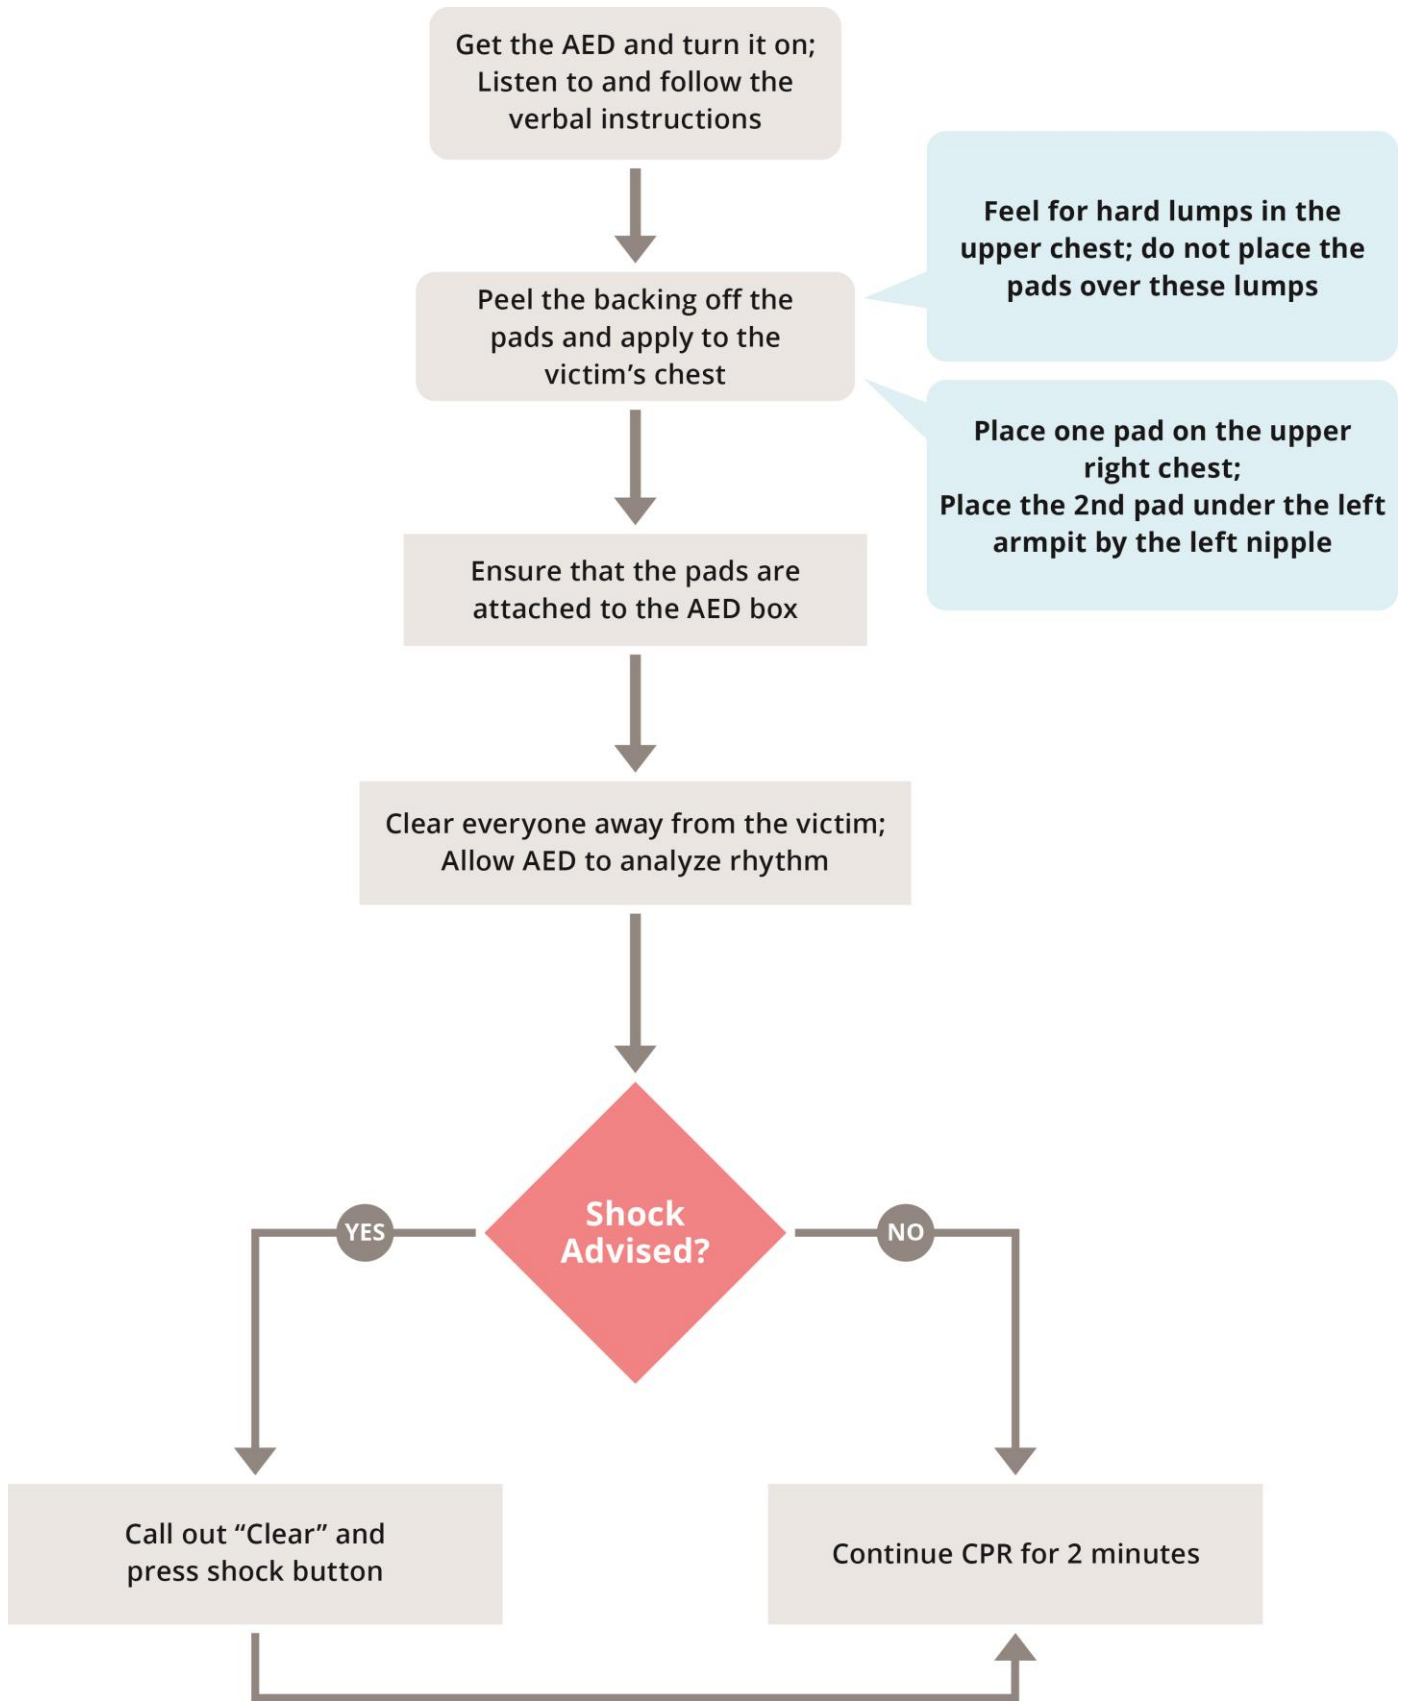 Get the AED and turn it on;
Listen to and follow the
verbal instructions
Feel for hard lumps in the
upper chest; do not place the
pads over these lumps
Peel the backing off the
pads and apply to the
victim’s chest
Place one pad on the upper
right chest;
Place the 2nd pad under the left
armpit by the left nipple
Ensure that the pads are
attached to the AED box
Clear everyone away from the victim;
Allow AED to analyze rhythm
Shock
Advised?
YES
NO
Call out “Clear” and
press shock button
Continue CPR for 2 minutes